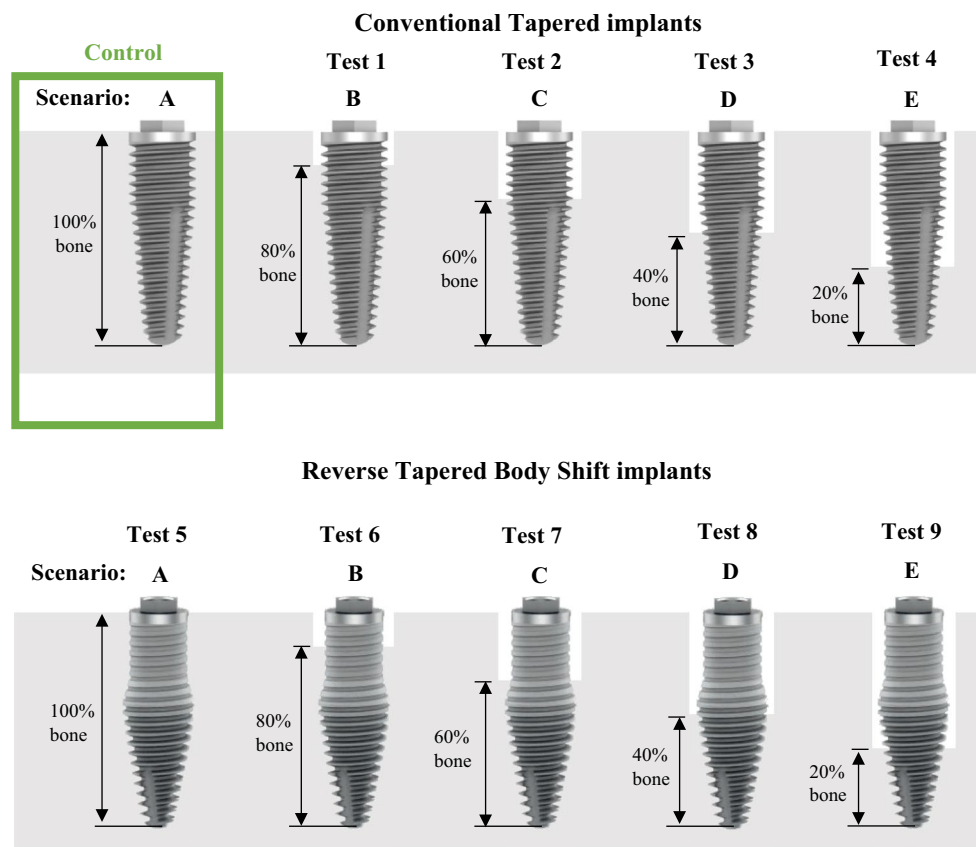 Conventional Tapered implants
Control
Test 1 Test 2 Test 3 Test 4
Scenario: A B C D E
100%
bone
80%
bone
60%
bone
40%
bone
20%
bone
Reverse Tapered Body Shift implants
Test 5 Test 6 Test 7 Test 8 Test 9
Scenario: A B C D E
100%
bone
80%
bone
60%
bone
40%
bone
20%
bone